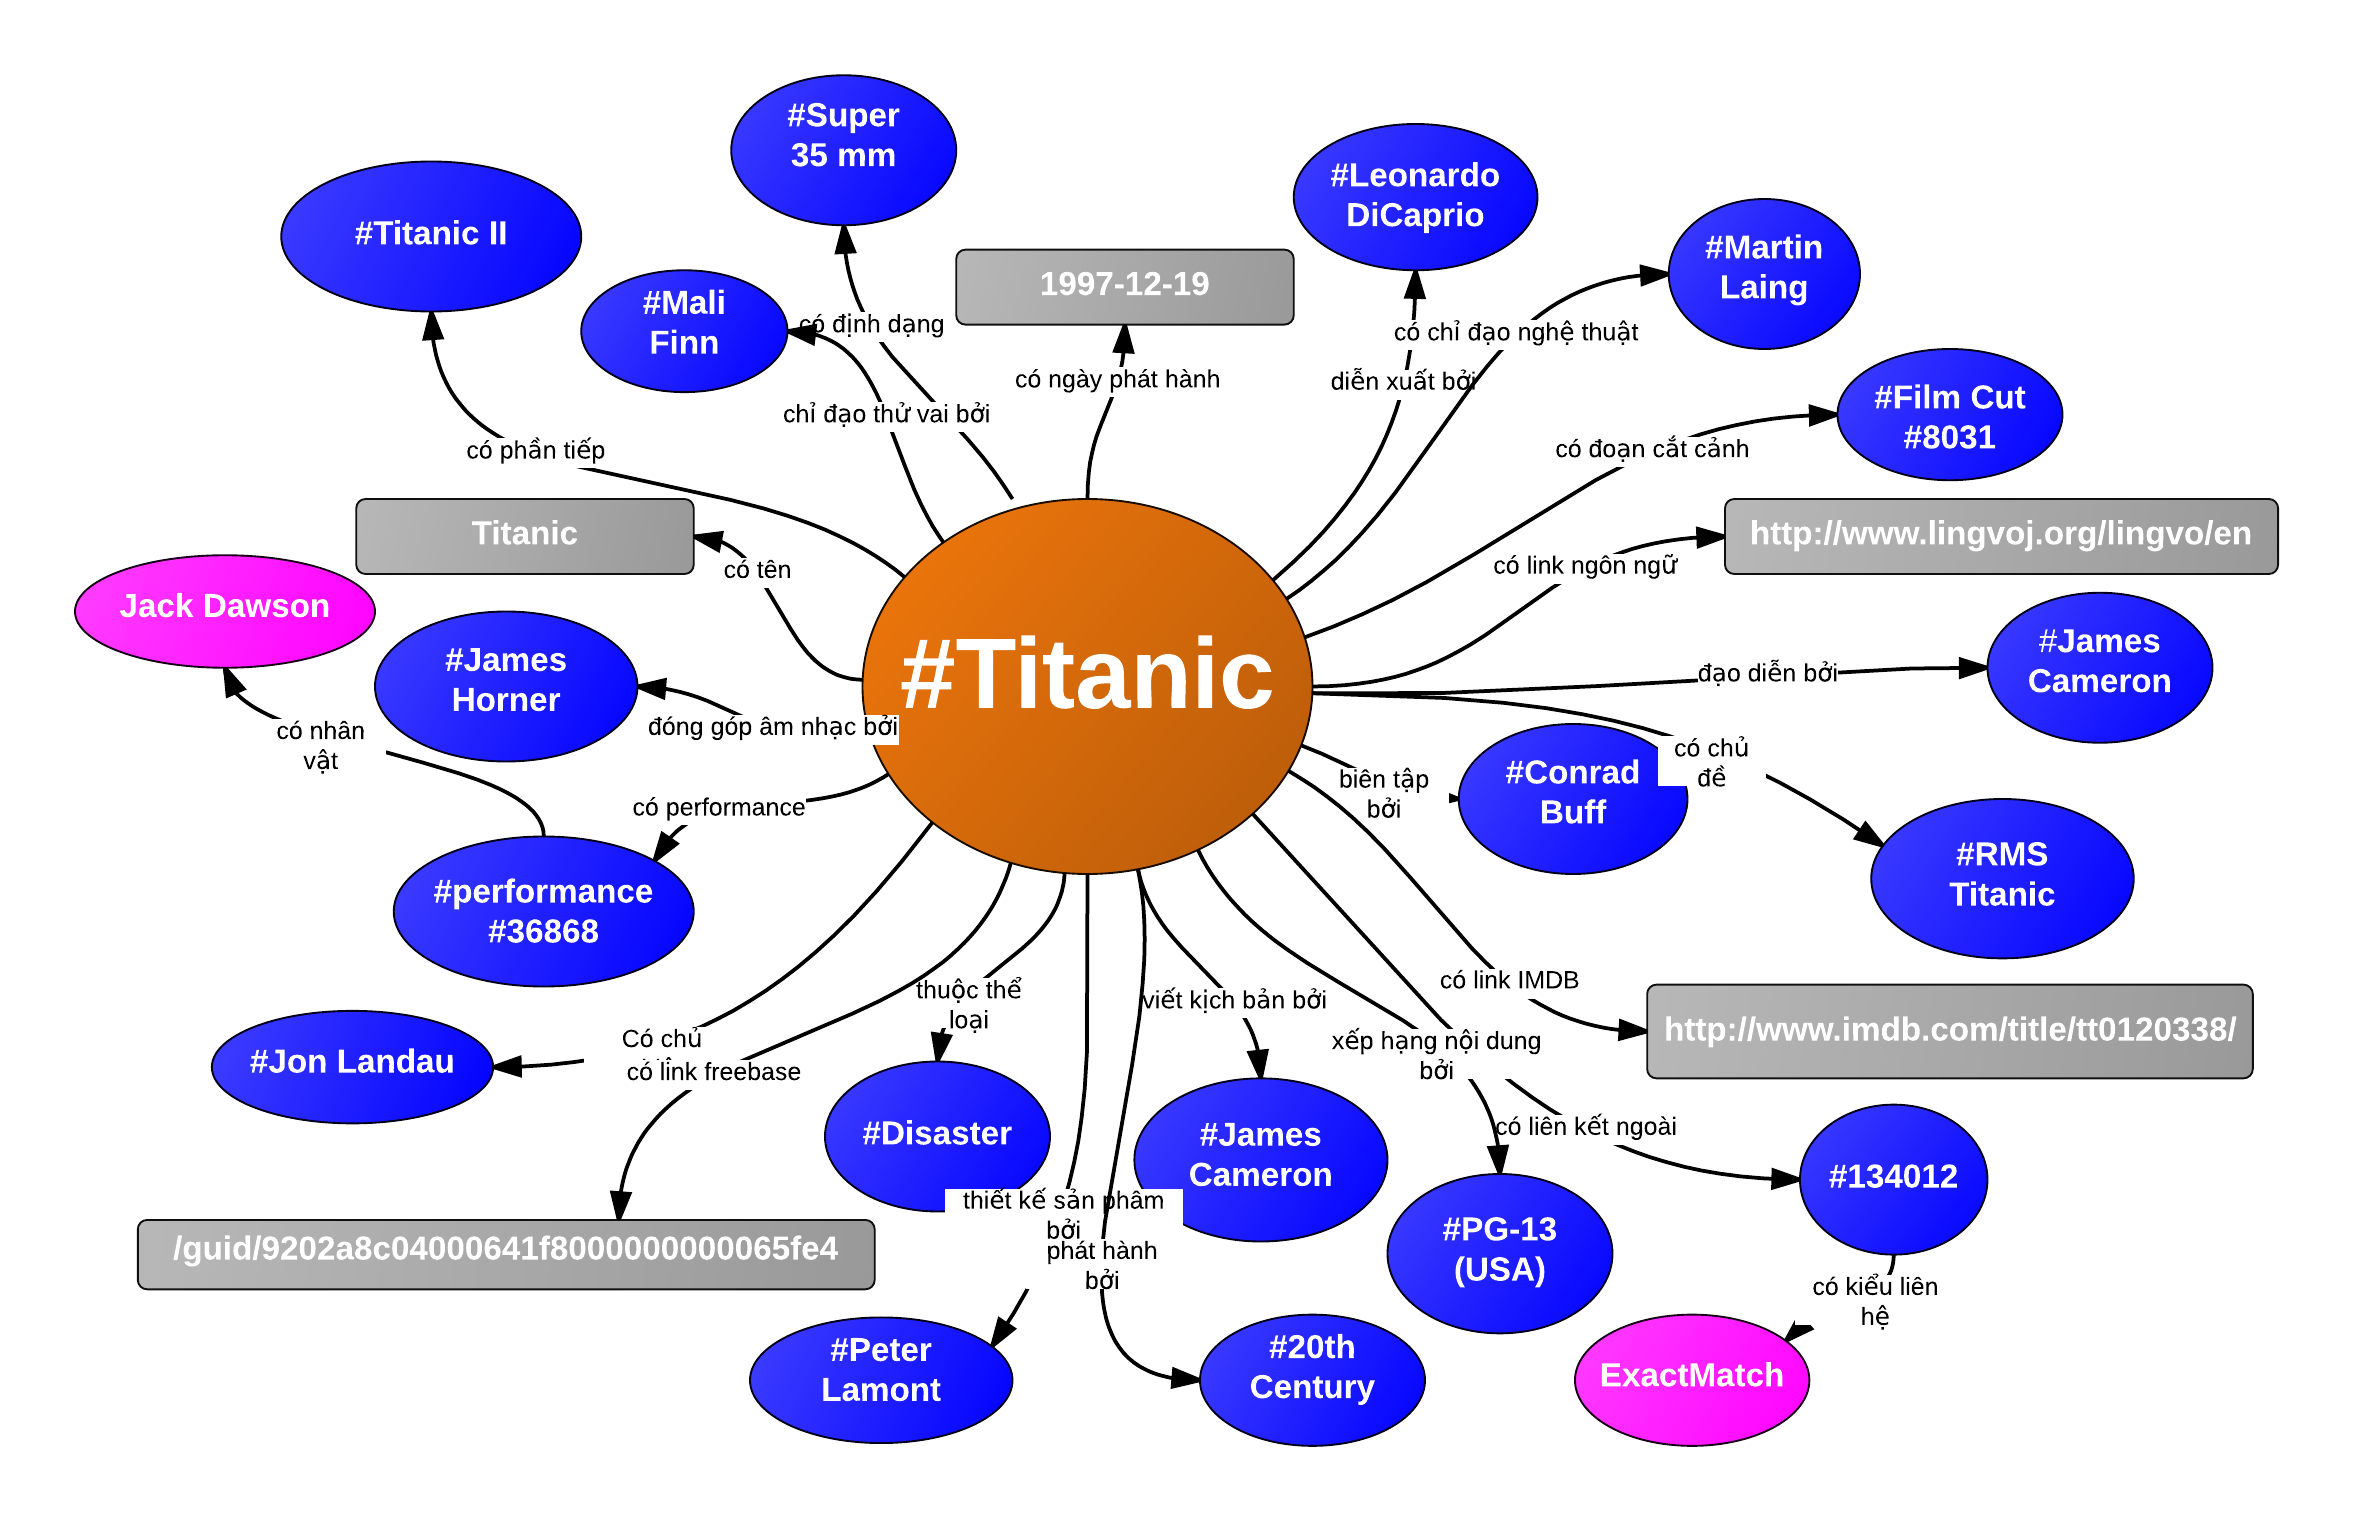 #Super
35 mm
#Leonardo
DiCaprio
#Titanic II
#Martin
Laing
1997-12-19
#Mali
Finn
có định dạng
có chỉ đạo nghệ thuật
có ngày phát hành
diễn xuất bởi
#Film Cut
#8031
chỉ đạo thử vai bởi
có phần tiếp
có đoạn cắt cảnh
Titanic
http://www.lingvoj.org/lingvo/en
có tên
có link ngôn ngữ
Jack Dawson
#James
Horner
#Titanic
#James
Cameron
đạo diễn bởi
đóng góp âm nhạc bởi
có nhân
vật
có chủ
đề
#Conrad
Buff
biên tập
bởi
có performance
#performance
#36868
#RMS
Titanic
có link IMDB
thuộc thể
loại
viết kịch bản bởi
http://www.imdb.com/title/tt0120338/
Có chủ
xếp hạng nội dung
bởi
#Jon Landau
có link freebase
#Disaster
#James
Cameron
có liên kết ngoài
#134012
thiết kế sản phâm
bởi
#PG-13
(USA)
/guid/9202a8c04000641f8000000000065fe4
phát hành
bởi
có kiểu liên
hệ
#Peter
Lamont
#20th
Century
ExactMatch